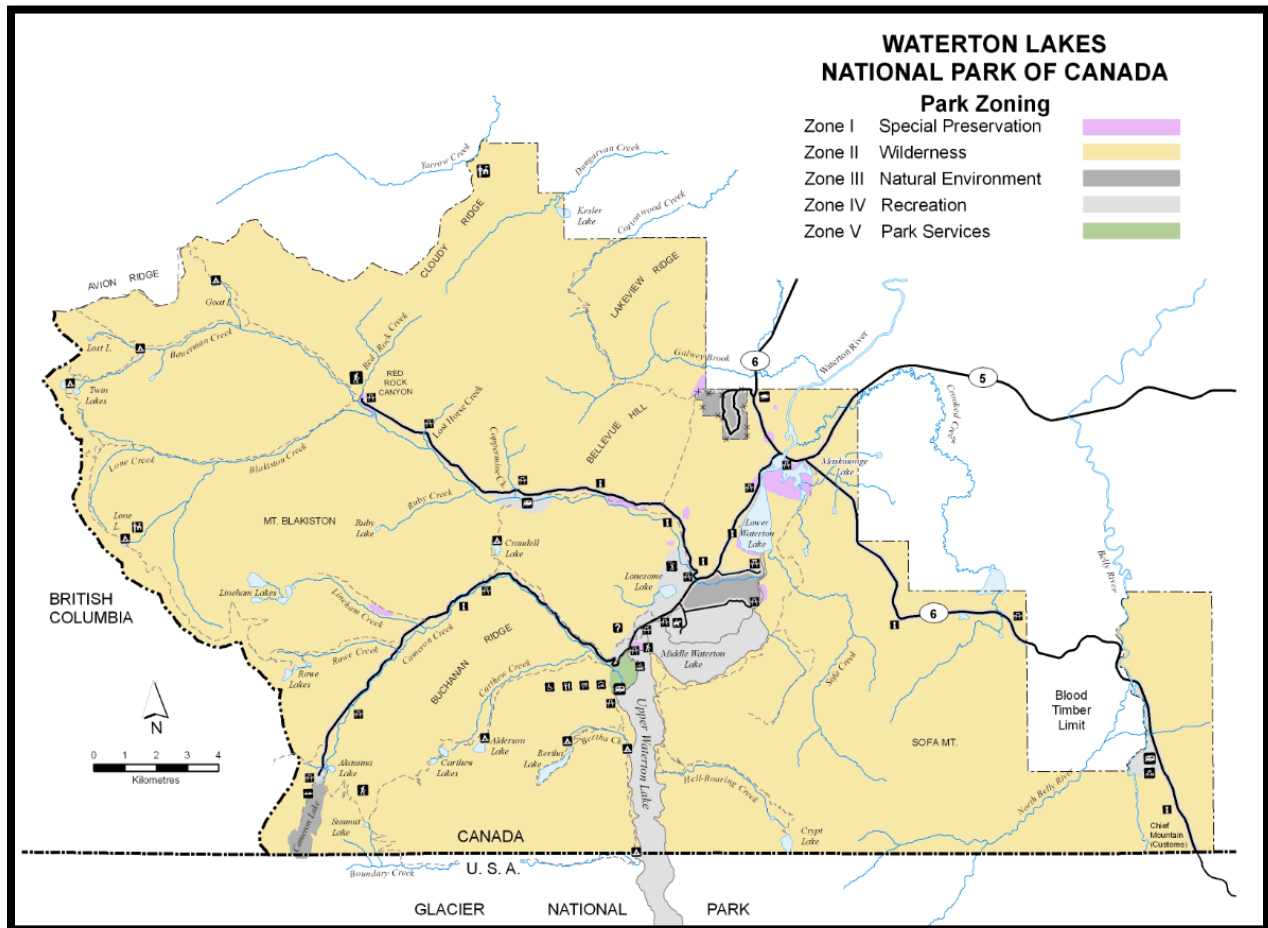 WATERTON LAKES
NATIONAL PARK OF CANADA
Park Zoning
Zone I Special Preservation
Zone II Wilderness
Zone III Natural Environment
Zone IV Recreation
Zone V Park Services
Yarrow Creek
Dungarvan Creek
Kesler
Lake
Cottonwood Creek
CLOUDY RIDGE
LAKEVIEW RIDGE
AVION RIDGE
Goat L
Lost L.
Bauerman Creek
Red Rock Creek
RED
ROCK
CANYON
Twin
Lakes
Lost Horse Creek
Galwey Brook
6
Waterton River
5
Crooked Creek
BELLEVUE HILL
Coppermine Ck.
Lone Creek
Blakiston Creek
Maskinonge
Lake
Ruby Creek
Ruby
Lake
MT. BLAKISTON
Lone
L
Crandell
Lake
Lower
Waterton
Lake
Belly River
Lonesome
Lake
BRITISH
COLUMBIA
Lineham Lakes
Lineham Creek
Cameron Creek
6
Rowe Creek
Rowe
Lakes
BUCHANAN RIDGE
Carthew Creek
Middle Waterton
Lake
Sofa Creek
Blood
Timber
Limit
N
0 1 2 3 4
Kilometres
Upper Waterton Lake
Alderson
Lake
Bertha
Lake
Bertha Ck.
Carthew
Lakes
SOFA MT.
Akamina
Lake
Hell-Roaring Creek
North Belly River
Cameron Lake
Summit
Lake
Crypt
Lake
Chief
Mountain
(Customs)
CANADA
U. S. A.
Boundary Creek
GLACIER NATIONAL PARK